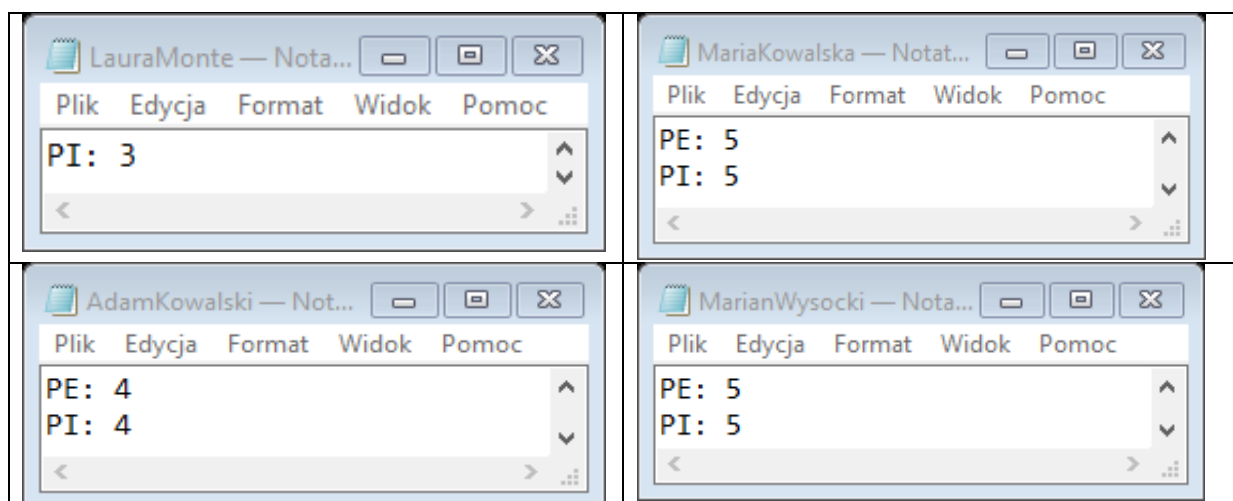 LauraMonte — Nota...
Plik Edycja Format Widok Pomoc
PI: 3
MariaKowalska — Notat...
Plik Edycja Format Widok Pomoc
PE: 5
PI: 5
AdamKowalski — Not...
Plik Edycja Format Widok Pomoc
PE: 4
PI: 4
MarianWysocki — Nota...
Plik Edycja Format Widok Pomoc
PE: 5
PI: 5